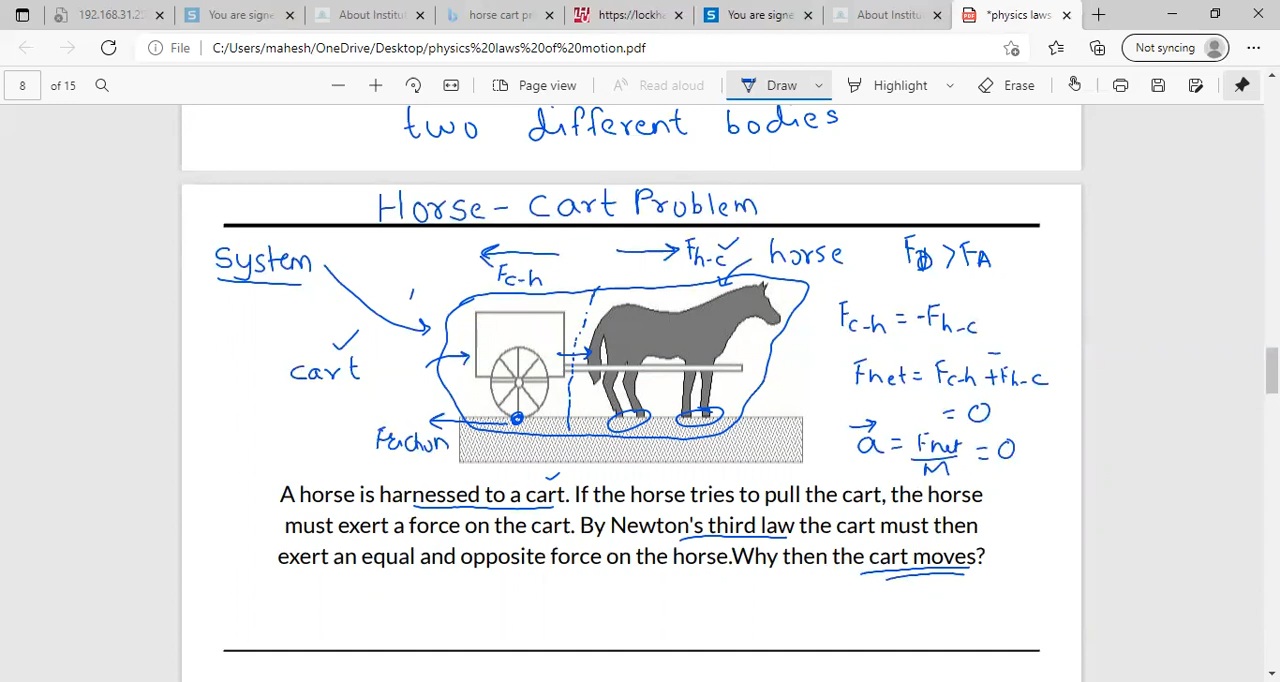 192.168.31.2
You are signe
About Institu
horse cart pr
https://lockha
You are signe
About Institu
*physics laws
File
C:/Users/mahesh/OneDrive/Desktop/physics%20laws%20of%20motion.pdf
Not syncing
8 of 15
Page view
Read aloud
Draw
Highlight
Erase
two different bodies
Horse - Cart Problem
System
Fc-h
Fh-c
horse
> FA
Fc-h = -Fh-c
cart
Fnet = Fc-h + Fh-c
= 0
Friction
a = Fnet/M = 0
A horse is harnessed to a cart. If the horse tries to pull the cart, the horse
must exert a force on the cart. By Newton's third law the cart must then
exert an equal and opposite force on the horse.Why then the cart moves?